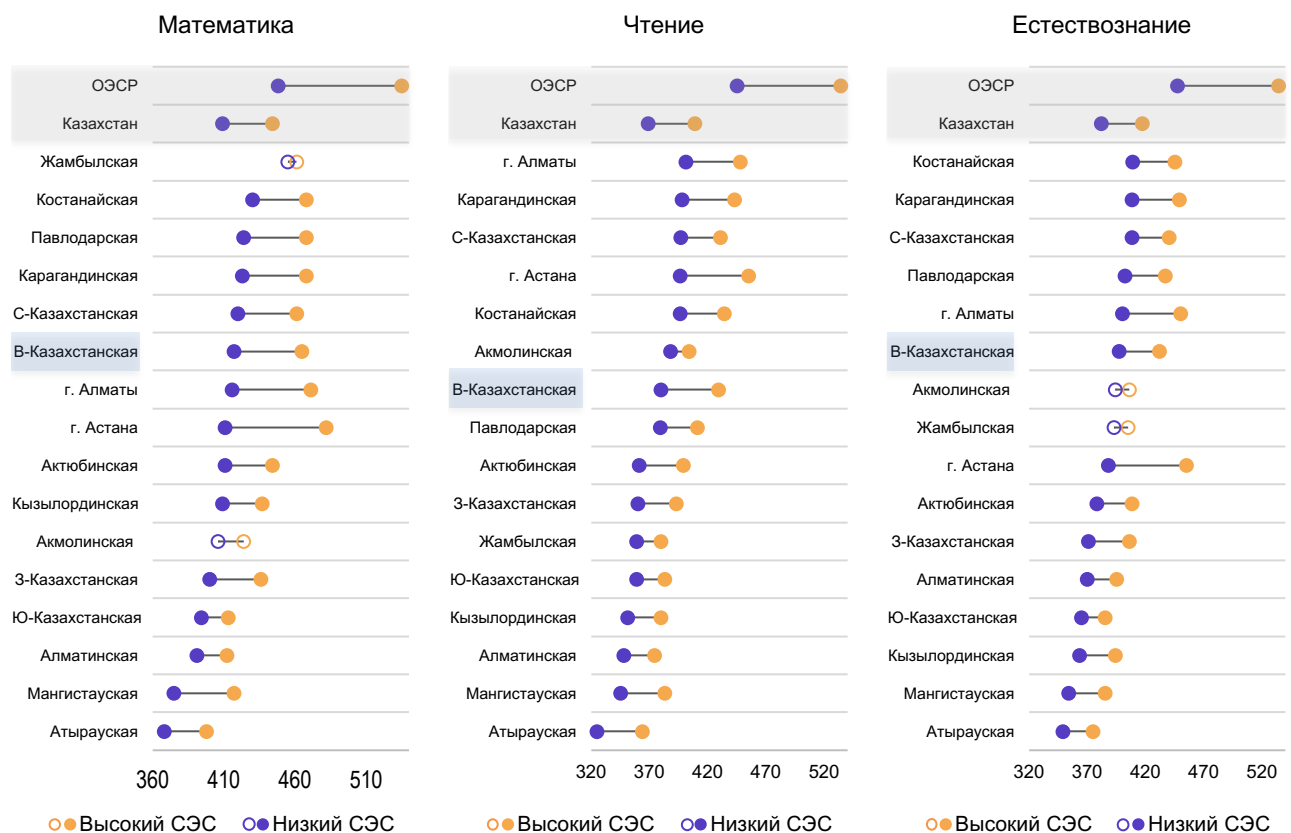 Математика
ОЭСР
Казахстан
Жамбылская
Костанайская
Павлодарская
Карагандинская
С-Казахстанская
В-Казахстанская
г. Алматы
г. Астана
Актюбинская
Кызылординская
Акмолинская
З-Казахстанская
Ю-Казахстанская
Алматинская
Мангистауская
Атырауская
360 410 460 510
Высокий СЭС Низкий СЭС
Чтение
ОЭСР
Казахстан
г. Алматы
Карагандинская
С-Казахстанская
г. Астана
Костанайская
Акмолинская
В-Казахстанская
Павлодарская
Актюбинская
З-Казахстанская
Жамбылская
Ю-Казахстанская
Кызылординская
Алматинская
Мангистауская
Атырауская
320 370 420 470 520
Высокий СЭС Низкий СЭС
Естествознание
ОЭСР
Казахстан
Костанайская
Карагандинская
С-Казахстанская
Павлодарская
г. Алматы
В-Казахстанская
Акмолинская
Жамбылская
г. Астана
Актюбинская
З-Казахстанская
Алматинская
Ю-Казахстанская
Кызылординская
Мангистауская
Атырауская
320 370 420 470 520
Высокий СЭС Низкий СЭС